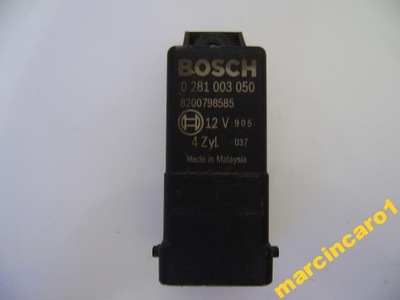 BOSCH
0 281 003 050
8200798585
12 V 905
4 Zyl. 037
Made in Malaysia
marcincaro1